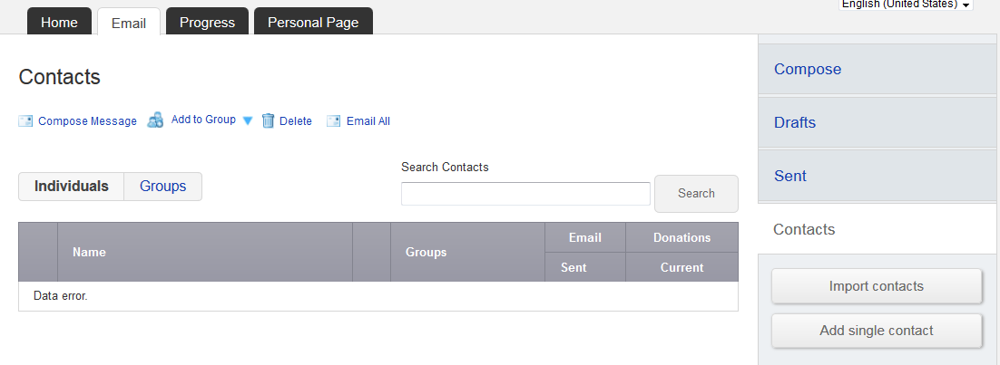 English (United States)
Home Email Progress Personal Page
Contacts
Compose Message Add to Group Delete Email All
Search Contacts
Individuals Groups
Search
Name Groups Email Donations
Sent Current
Data error.
Compose
Drafts
Sent
Contacts
Import contacts
Add single contact